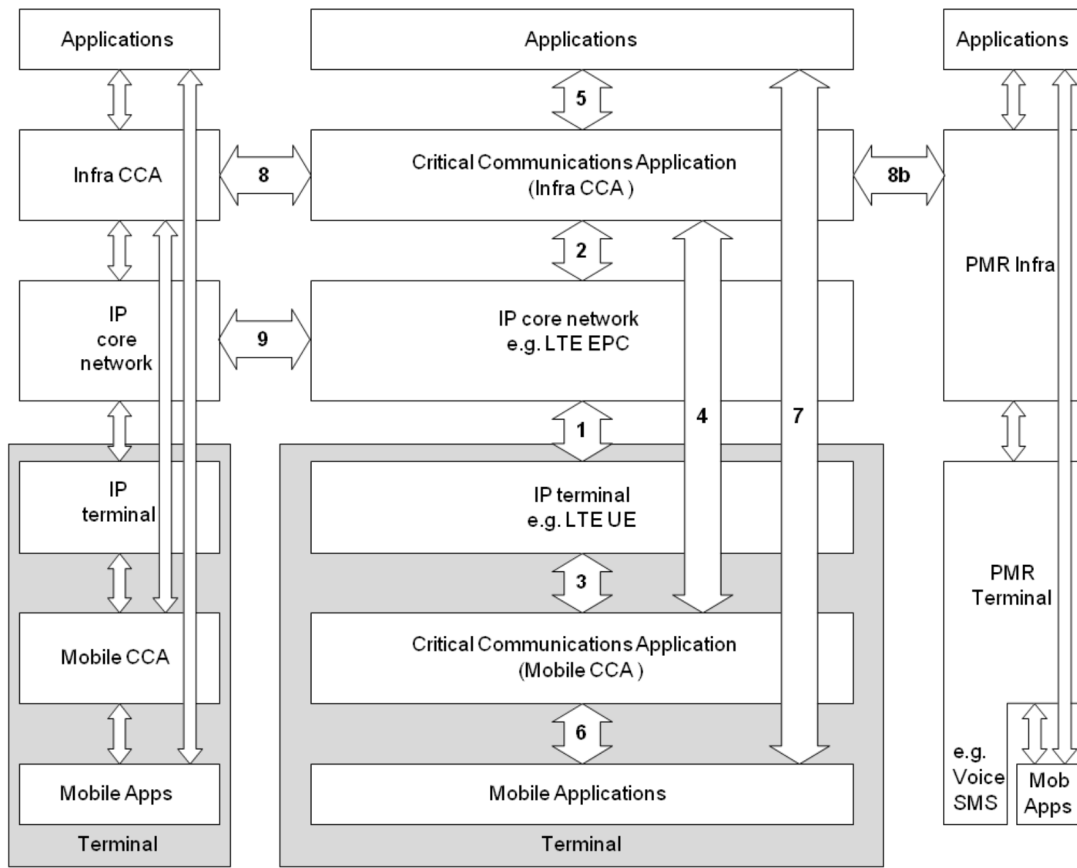 Applications
Applications
Applications
5
Infra CCA
8
Critical Communications Application
(Infra CCA )
8b
2
PMR Infra
IP
core
network
9
IP core network
e.g. LTE EPC
1
4
7
IP
terminal
IP terminal
e.g. LTE UE
3
PMR
Terminal
Mobile CCA
Critical Communications Application
(Mobile CCA )
6
e.g.
Voice
SMS
Mobile Apps
Mobile Applications
Mob
Apps
Terminal
Terminal